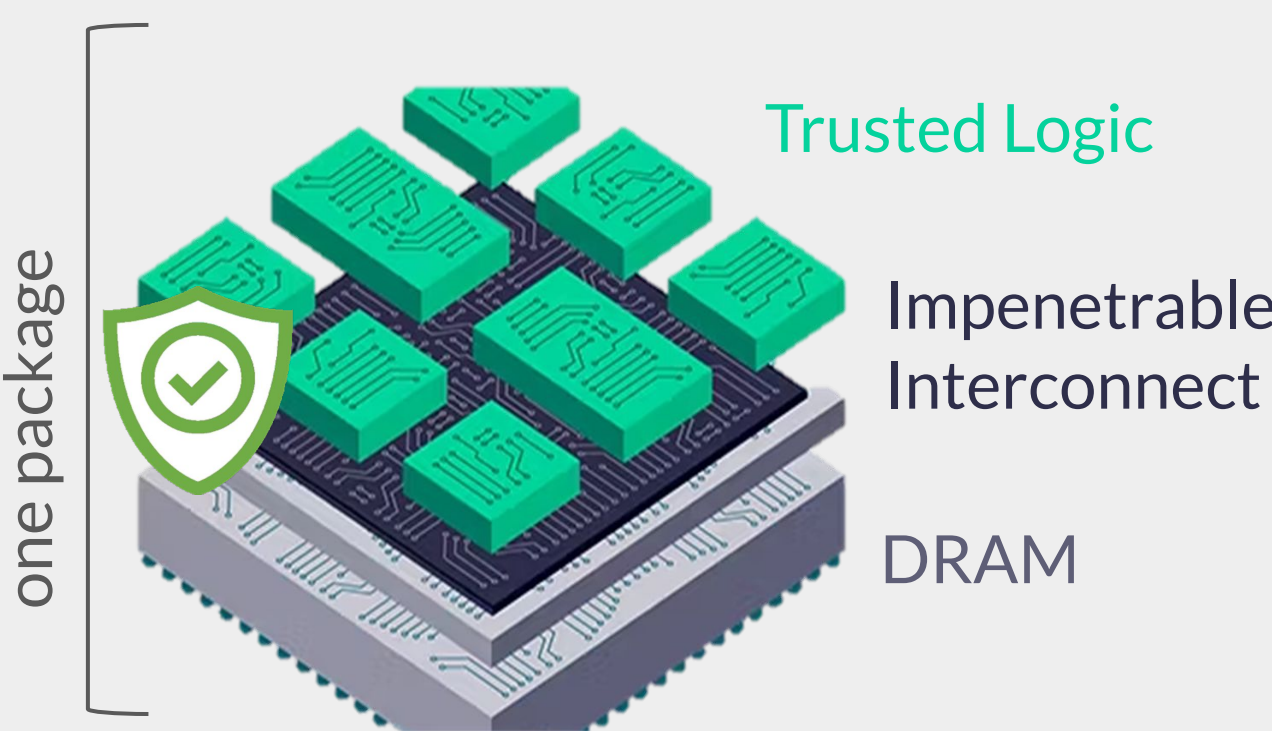 one package
Trusted Logic
Impenetrable
Interconnect
DRAM